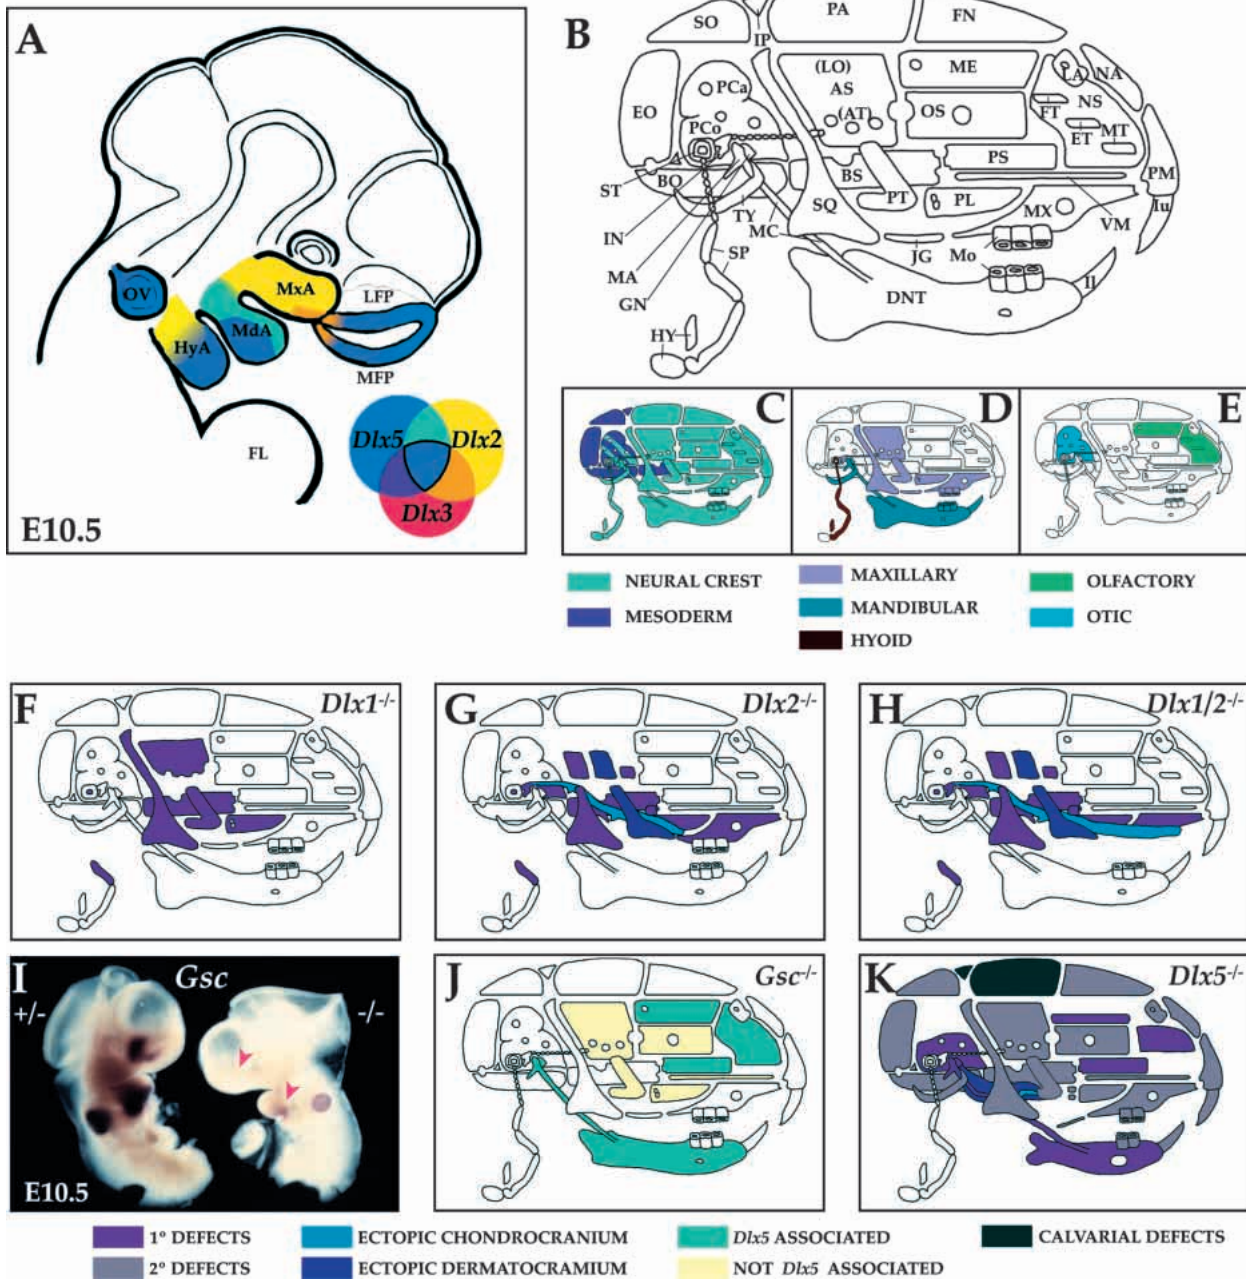 A
OV
HyA
MdA
MxA
LFP
MFP
FL
Dlx5
Dlx2
Dlx3
E10.5
B
SO
IP
PA
FN
EO
PCa
PCo
(LO)
AS
(AT)
ME
OS
LA
NA
NS
FT
ET
MT
PM
Iu
ST
BO
BS
PS
PT
PL
MX
VM
TY
SQ
IN
MC
MA
SP
GN
JG
Mo
DNT
Il
HY
C
D
E
NEURAL CREST
MESODERM
MAXILLARY
MANDIBULAR
HYOID
OLFACTORY
OTIC
F
Dlx1-/-
G
Dlx2-/-
H
Dlx1/2-/-
I
Gsc
+/-
-/-
E10.5
J
Gsc-/-
K
Dlx5-/-
1° DEFECTS
2° DEFECTS
ECTOPIC CHONDROCRANIUM
ECTOPIC DERMATOCRAMIUM
Dlx5 ASSOCIATED
NOT Dlx5 ASSOCIATED
CALVARIAL DEFECTS